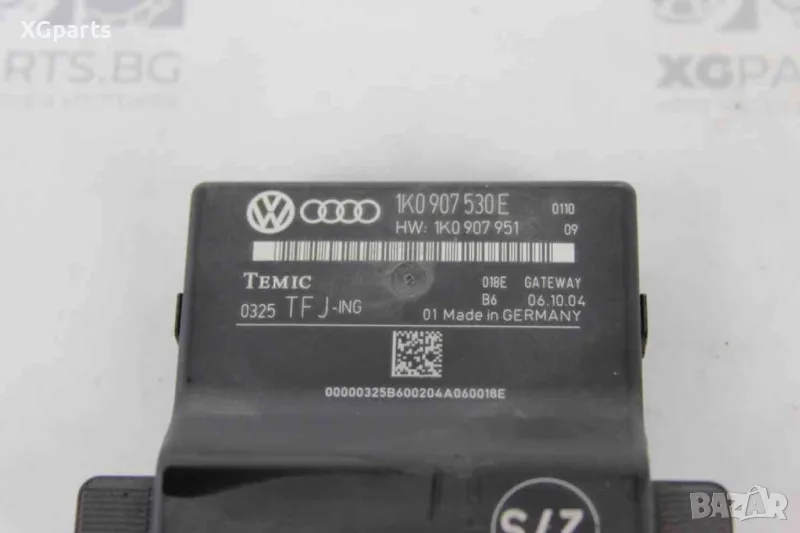 XGparts
RTS.BG
XGPA
1K0 907 530 E 0110
HW: 1K0 907 951 09
TEMIC 018E GATEWAY
B6 06.10.04
0325 TFJ-ING 01 Made in GERMANY
00000325B600204A060018E
S/Z
BAZAR